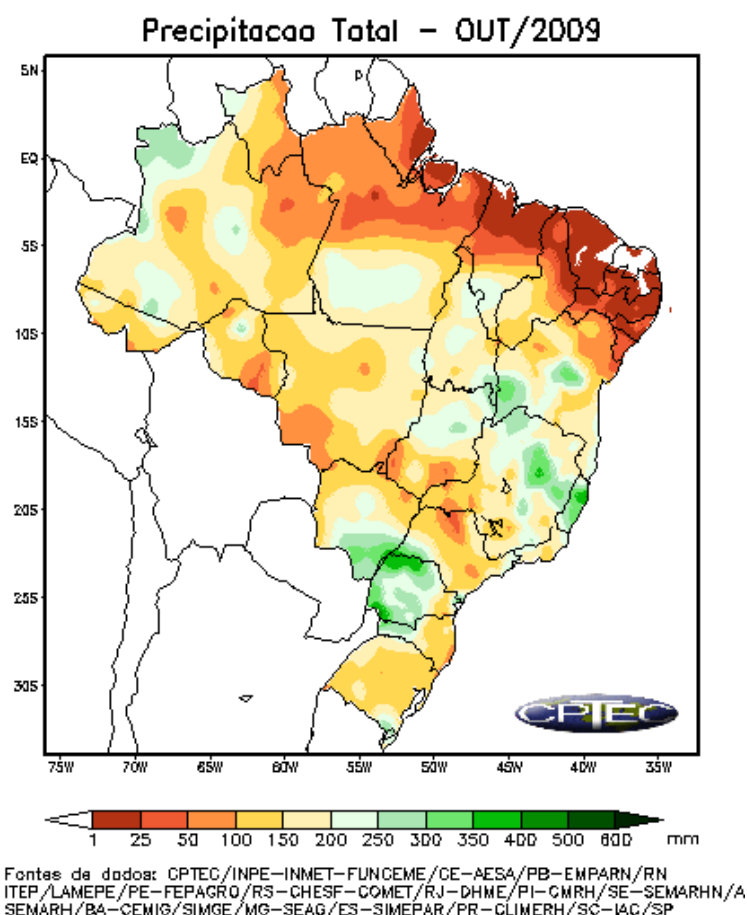 Precipitacao Total – OUT/2009
5N
EQ
5S
10S
15S
20S
25S
30S
75W 70W 65W 60W 55W 50W 45W 40W 35W
CPTEC
1 25 50 100 150 200 250 300 350 400 500 600 mm
Fontes de dados: CPTEC/INPE–INMET–FUNCEME/CE–AESA/PB–EMPARN/RN
ITEP/LAMEPE/PE–FEPAGRO/RS–CHESF–COMET/RJ–DHME/PI–CMRH/SE–SEMARHN/A
SEMARH/BA–CEMIG/SIMGE/MG–SEAG/ES–SIMEPAR/PR–CLIMERH/SC–IAC/SP